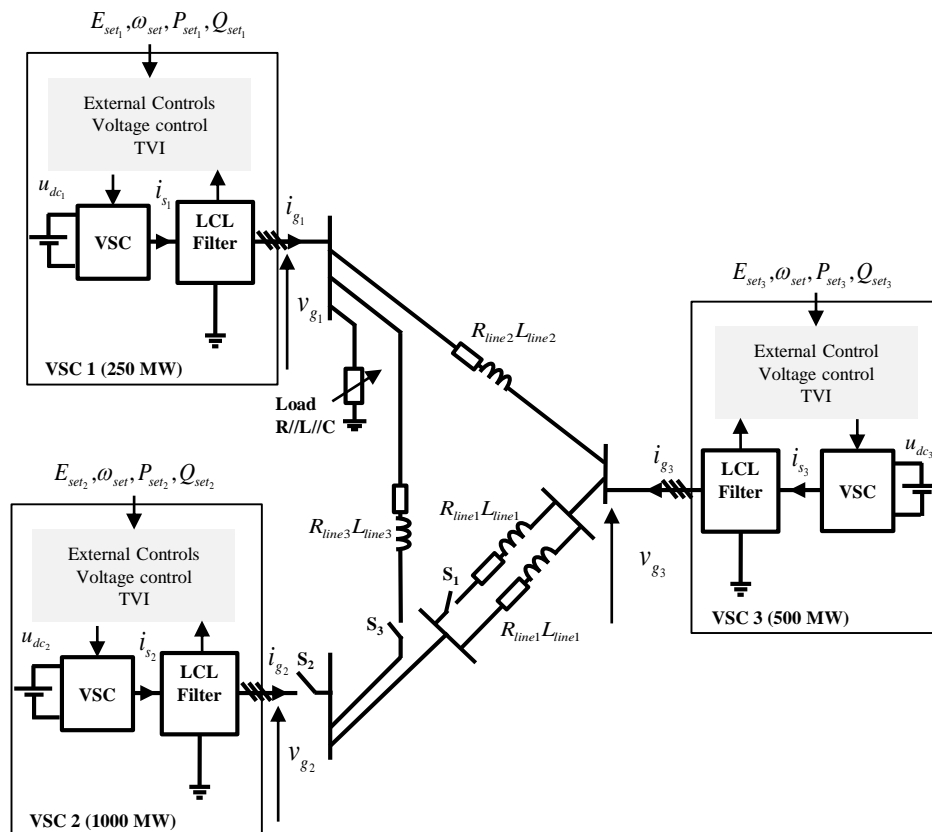 E_set1, ω_set, P_set1, Q_set1
External Controls
Voltage control
TVI
u_dc1
i_s1
VSC
LCL
Filter
i_g1
v_g1
VSC 1 (250 MW)
Load
R//L//C
R_line2 L_line2
E_set3, ω_set, P_set3, Q_set3
External Control
Voltage control
TVI
i_g3
LCL
Filter
i_s3
VSC
u_dc3
v_g3
VSC 3 (500 MW)
E_set2, ω_set, P_set2, Q_set2
External Controls
Voltage control
TVI
u_dc2
i_s2
VSC
LCL
Filter
i_g2
S2
v_g2
VSC 2 (1000 MW)
R_line3 L_line3
S3
S1
R_line1 L_line1
R_line1 L_line1